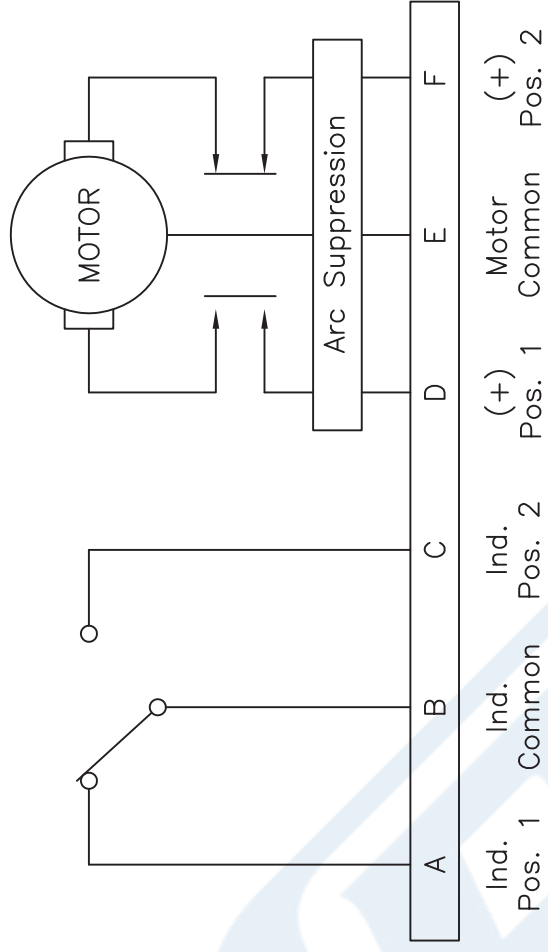 MOTOR
Arc Suppression
A B C D E F
Ind. Ind. Ind. (+) Motor (+)
Pos. 1 Common Pos. 2 Pos. 1 Common Pos. 2